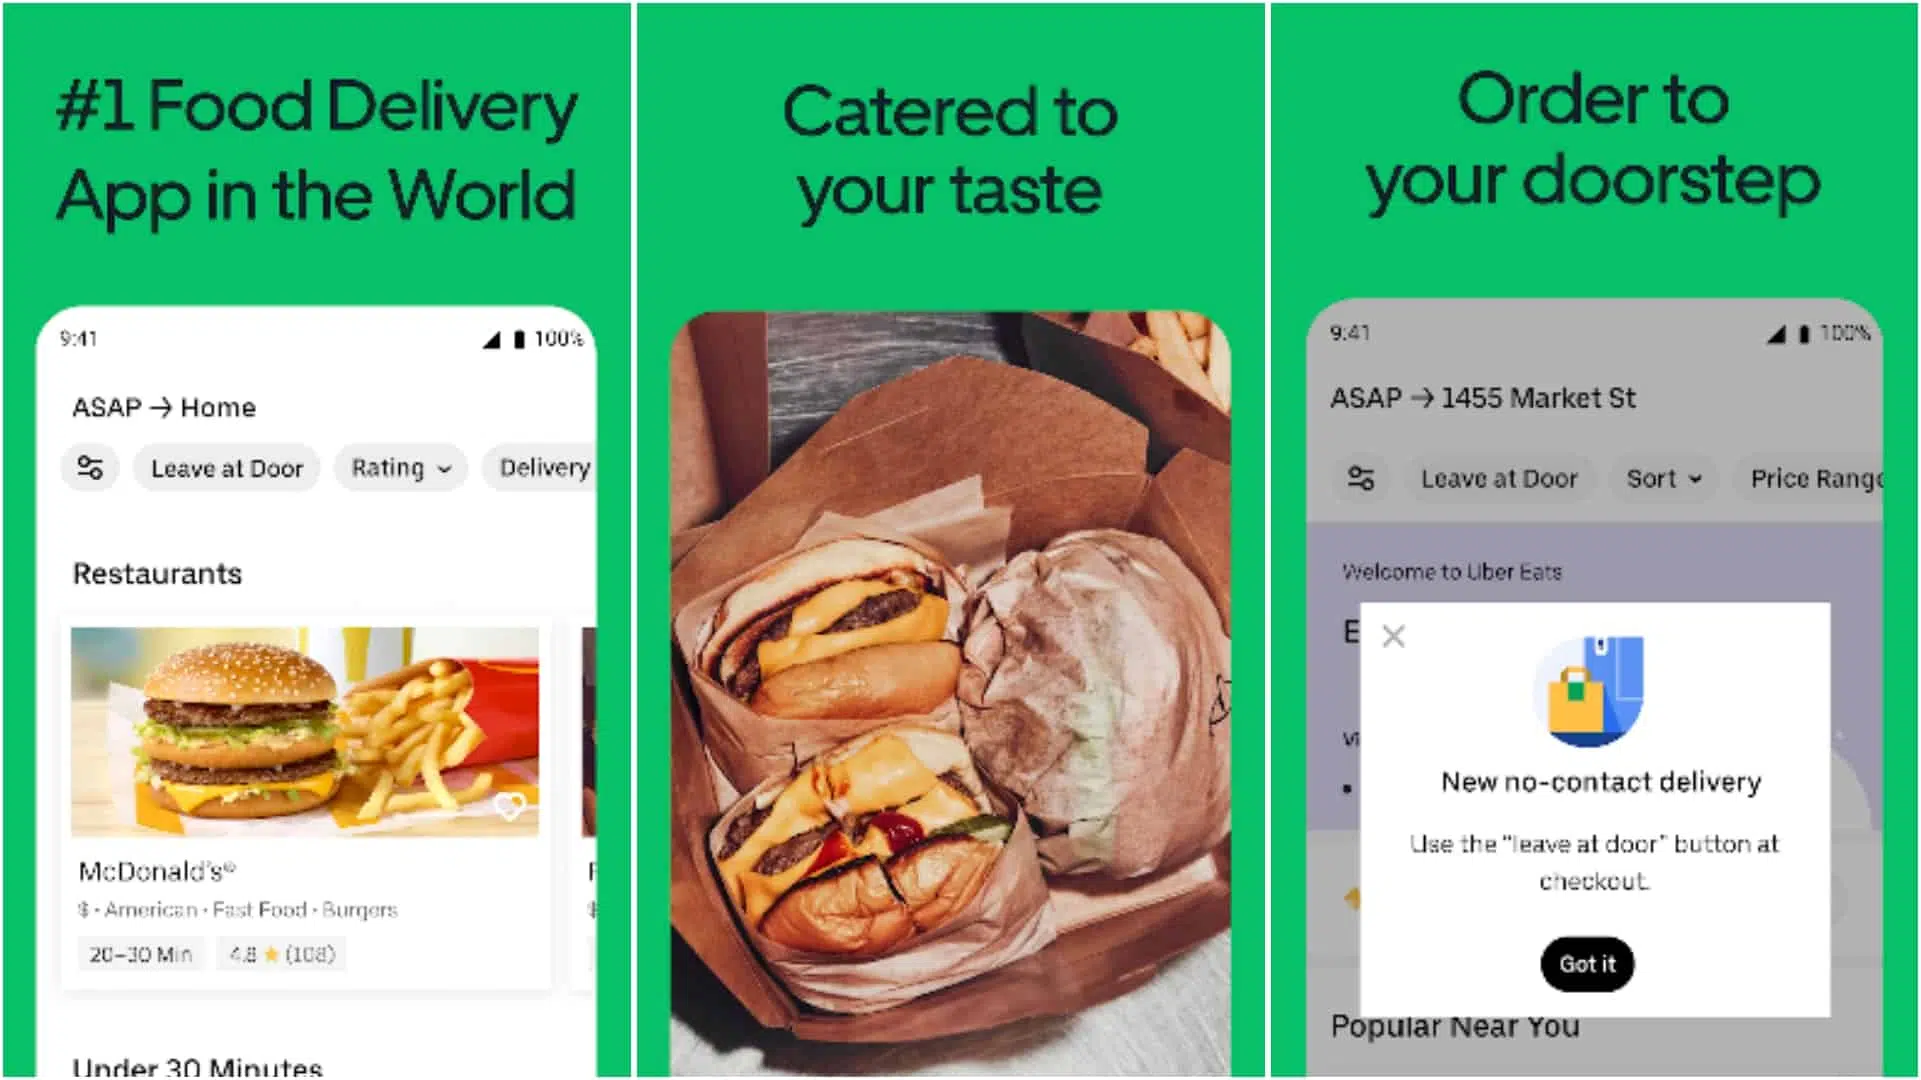 #1 Food Delivery
App in the World
9:41
100%
ASAP → Home
Leave at Door
Rating
Delivery
Restaurants
McDonald's®
$ • American • Fast Food • Burgers
20–30 Min
4.8 ★ (108)
Under 30 Minutes
Catered to
your taste
Order to
your doorstep
9:41
100%
ASAP → 1455 Market St
Leave at Door
Sort
Price Range
Welcome to Uber Eats
New no-contact delivery
Use the “leave at door” button at
checkout.
Got it
Popular Near You